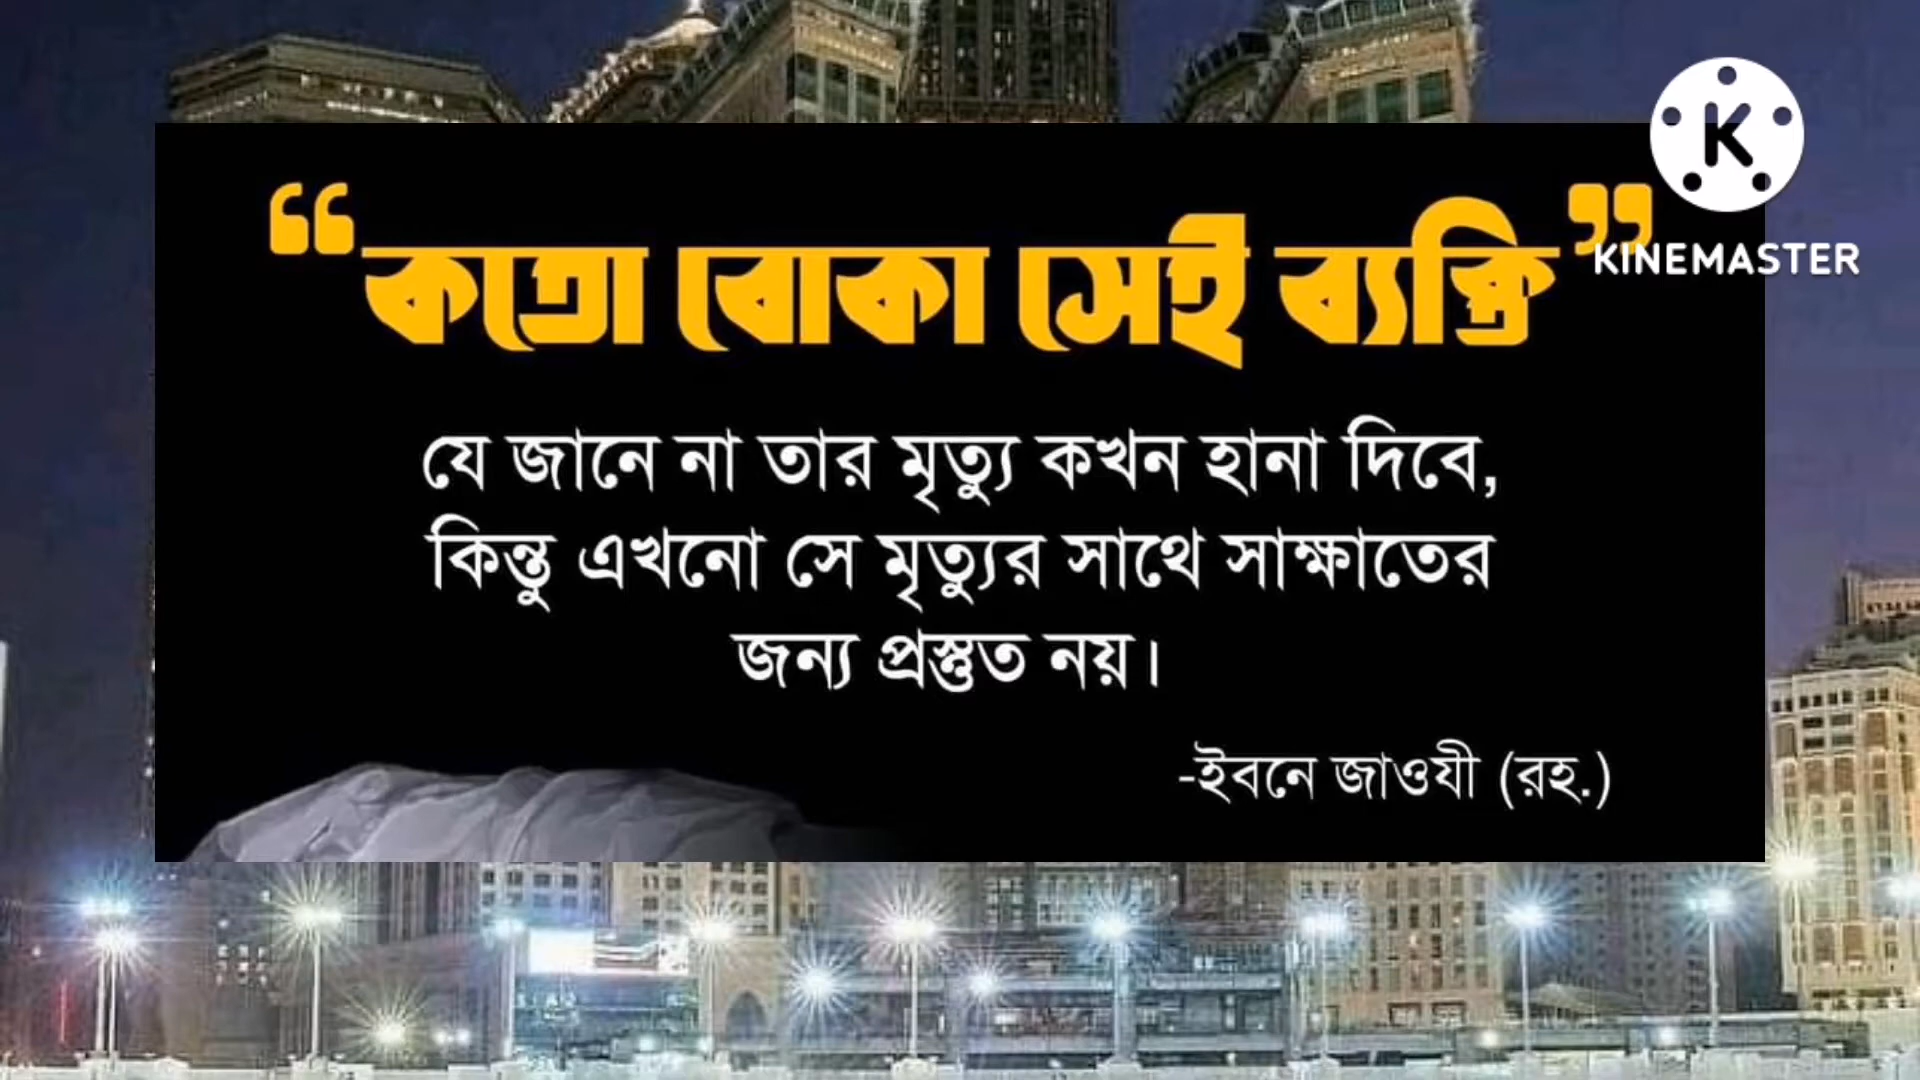 “কতো বোকা সেই ব্যক্তি”
যে জানে না তার মৃত্যু কখন হানা দিবে,
কিন্তু এখনো সে মৃত্যুর সাথে সাক্ষাতের
জন্য প্রস্তুত নয়।
-ইবনে জাওযী (রহ.)
K
KINEMASTER